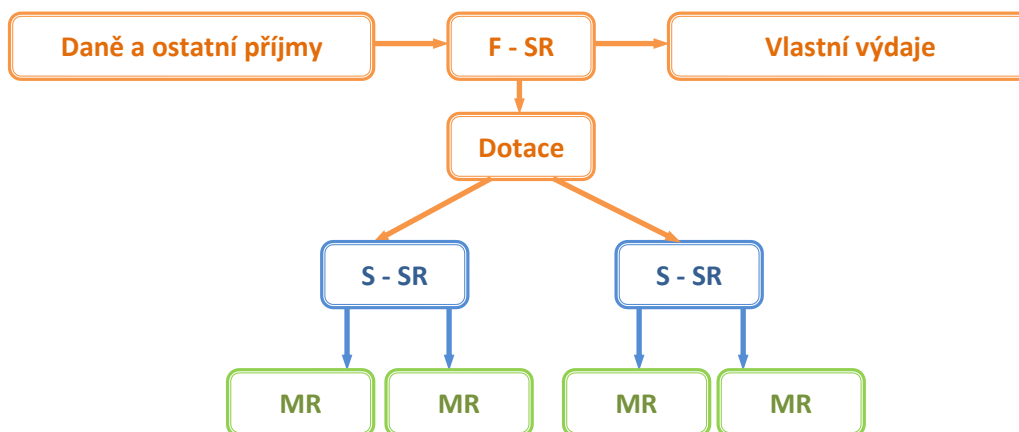 Daně a ostatní příjmy
F - SR
Vlastní výdaje
Dotace
S - SR
S - SR
MR
MR
MR
MR